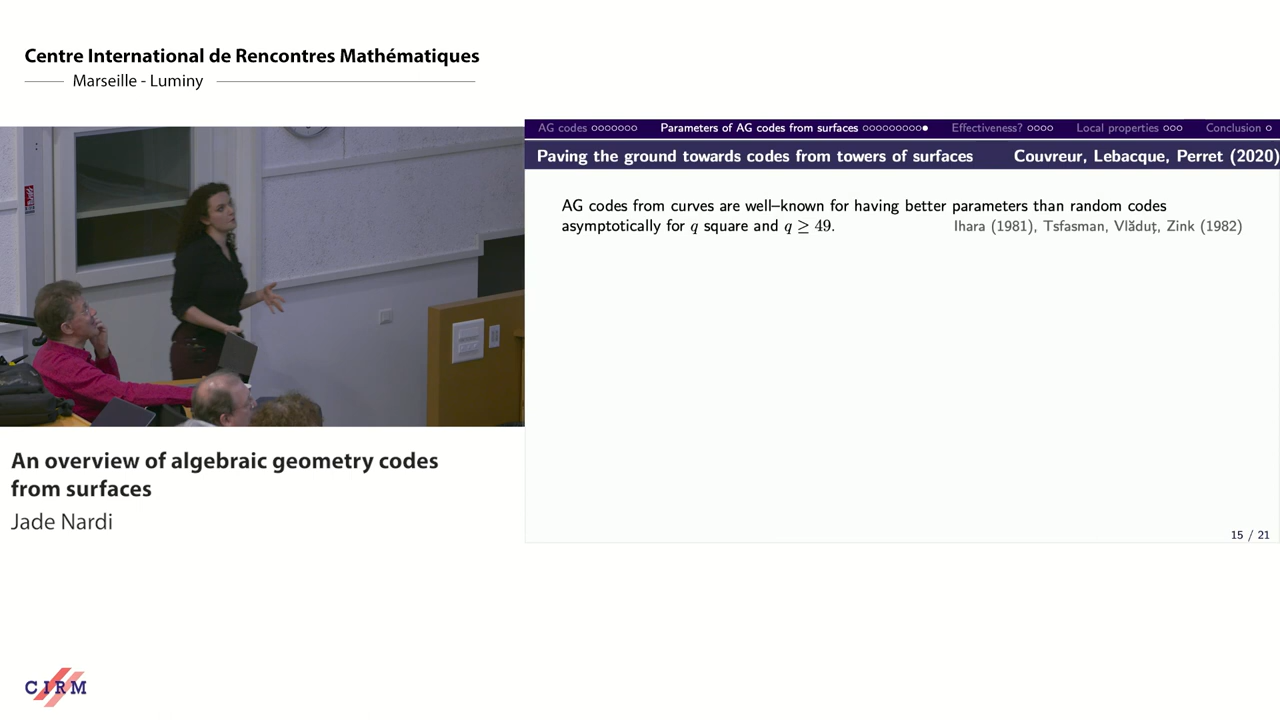 Centre International de Rencontres Mathématiques
Marseille - Luminy
AG codes
Parameters of AG codes from surfaces
Effectiveness?
Local properties
Conclusion
Paving the ground towards codes from towers of surfaces
Couvreur, Lebacque, Perret (2020)
AG codes from curves are well–known for having better parameters than random codes
asymptotically for q square and q ≥ 49.
Ihara (1981), Tsfasman, Vlăduţ, Zink (1982)
15 / 21
An overview of algebraic geometry codes
from surfaces
Jade Nardi
CIRM